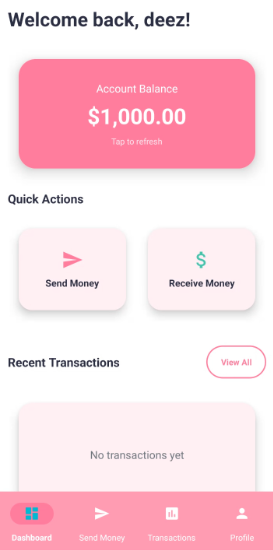 Welcome back, deez!
Account Balance
$1,000.00
Tap to refresh
Quick Actions
Send Money
Receive Money
Recent Transactions
View All
No transactions yet
Dashboard
Send Money
Transactions
Profile